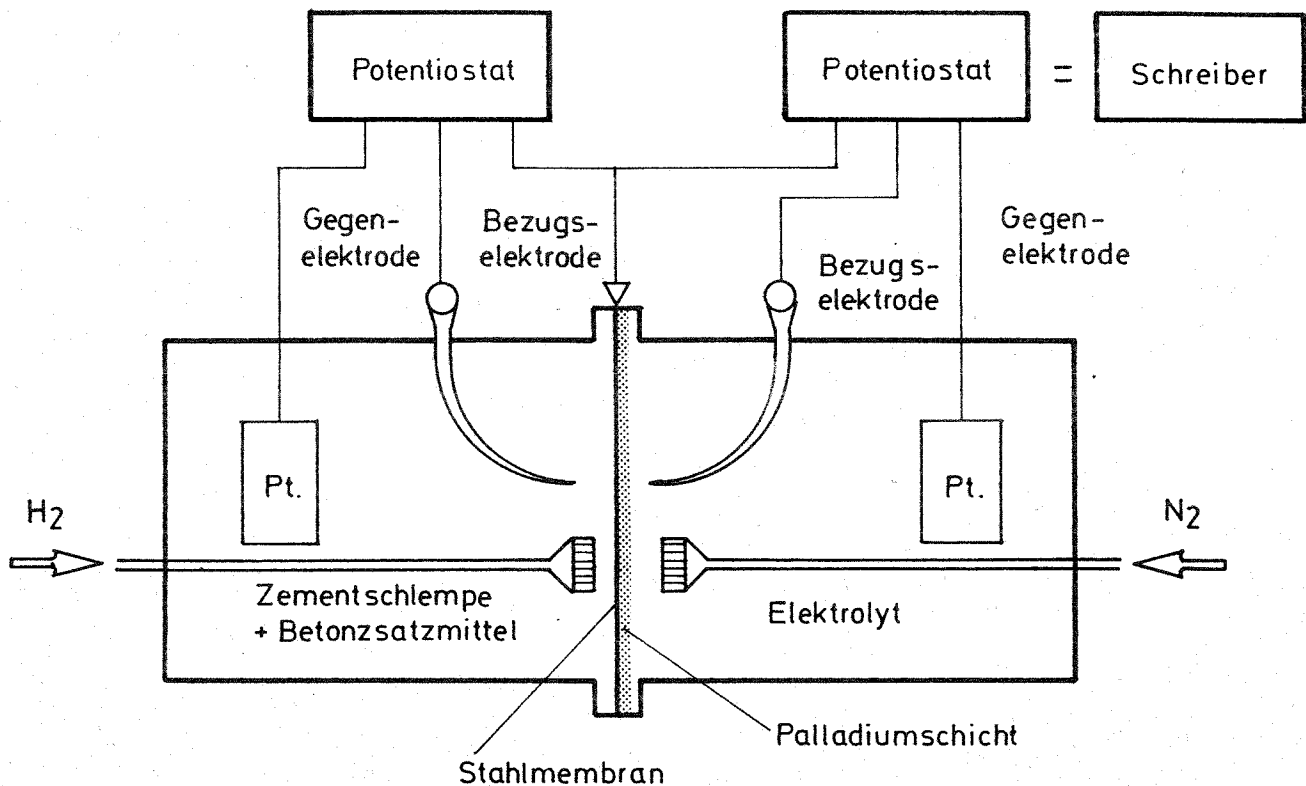 Potentiostat
Potentiostat
=
Schreiber
Gegen-
elektrode
Bezugs-
elektrode
Bezugs-
elektrode
Gegen-
elektrode
Pt.
Pt.
H2
N2
Zementschlempe
+ Betonzsatzmittel
Elektrolyt
Palladiumschicht
Stahlmembran